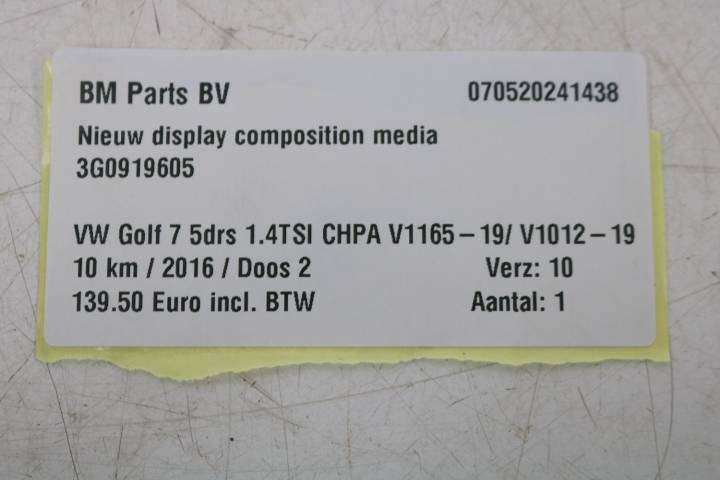 BM Parts BV 070520241438
Nieuw display composition media
3G0919605
VW Golf 7 5drs 1.4TSI CHPA V1165-19/ V1012-19
10 km / 2016 / Doos 2 Verz: 10
139.50 Euro incl. BTW Aantal: 1